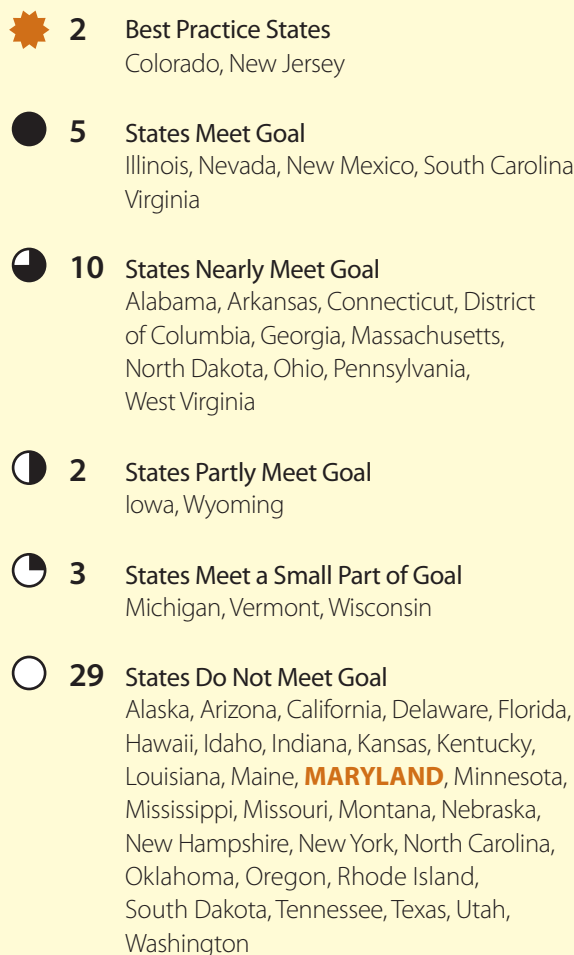 2 Best Practice States
Colorado, New Jersey
5 States Meet Goal
Illinois, Nevada, New Mexico, South Carolina
Virginia
10 States Nearly Meet Goal
Alabama, Arkansas, Connecticut, District
of Columbia, Georgia, Massachusetts,
North Dakota, Ohio, Pennsylvania,
West Virginia
2 States Partly Meet Goal
Iowa, Wyoming
3 States Meet a Small Part of Goal
Michigan, Vermont, Wisconsin
29 States Do Not Meet Goal
Alaska, Arizona, California, Delaware, Florida,
Hawaii, Idaho, Indiana, Kansas, Kentucky,
Louisiana, Maine, MARYLAND, Minnesota,
Mississippi, Missouri, Montana, Nebraska,
New Hampshire, New York, North Carolina,
Oklahoma, Oregon, Rhode Island,
South Dakota, Tennessee, Texas, Utah,
Washington